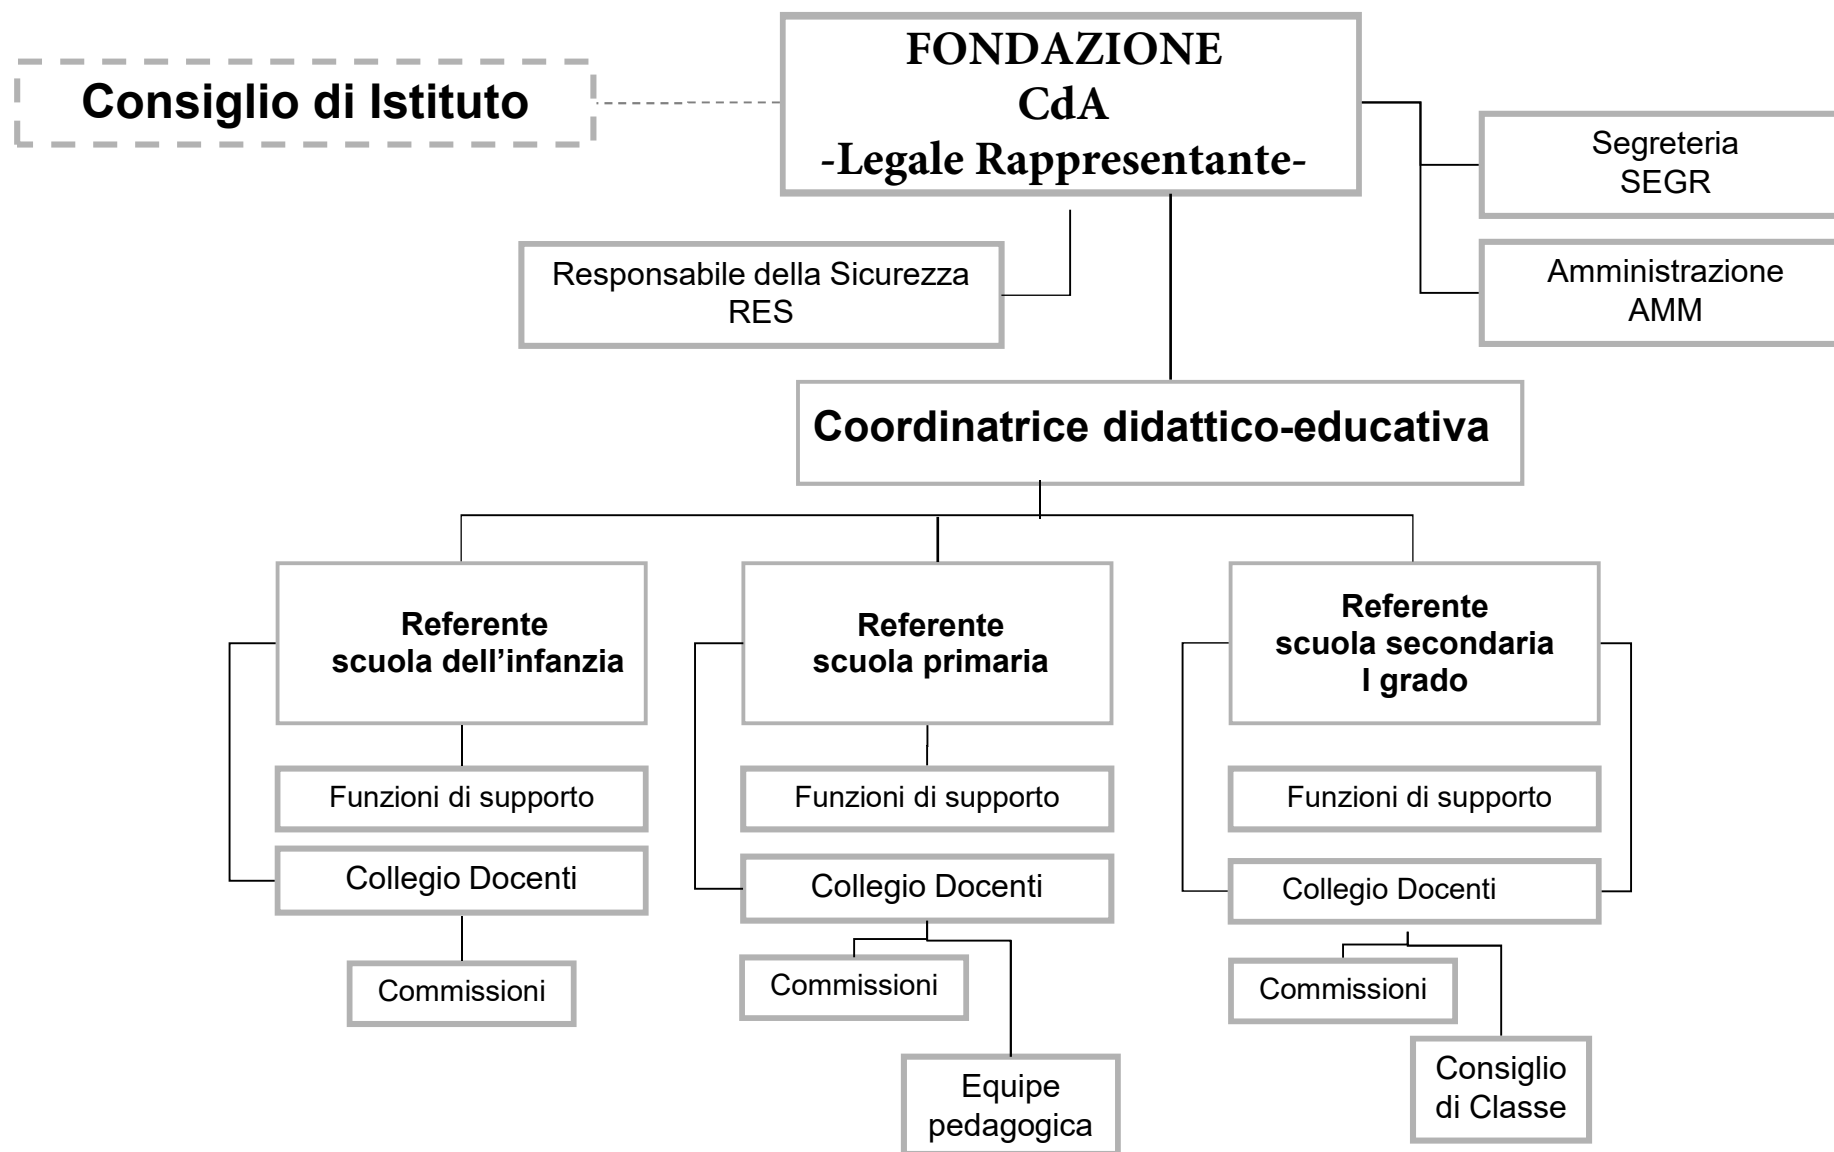 FONDAZIONE
CdA
-Legale Rappresentante-
Consiglio di Istituto
Segreteria
SEGR
Responsabile della Sicurezza
RES
Amministrazione
AMM
Coordinatrice didattico-educativa
Referente
scuola dell’infanzia
Referente
scuola primaria
Referente
scuola secondaria
I grado
Funzioni di supporto
Funzioni di supporto
Funzioni di supporto
Collegio Docenti
Collegio Docenti
Collegio Docenti
Commissioni
Commissioni
Commissioni
Equipe
pedagogica
Consiglio
di Classe